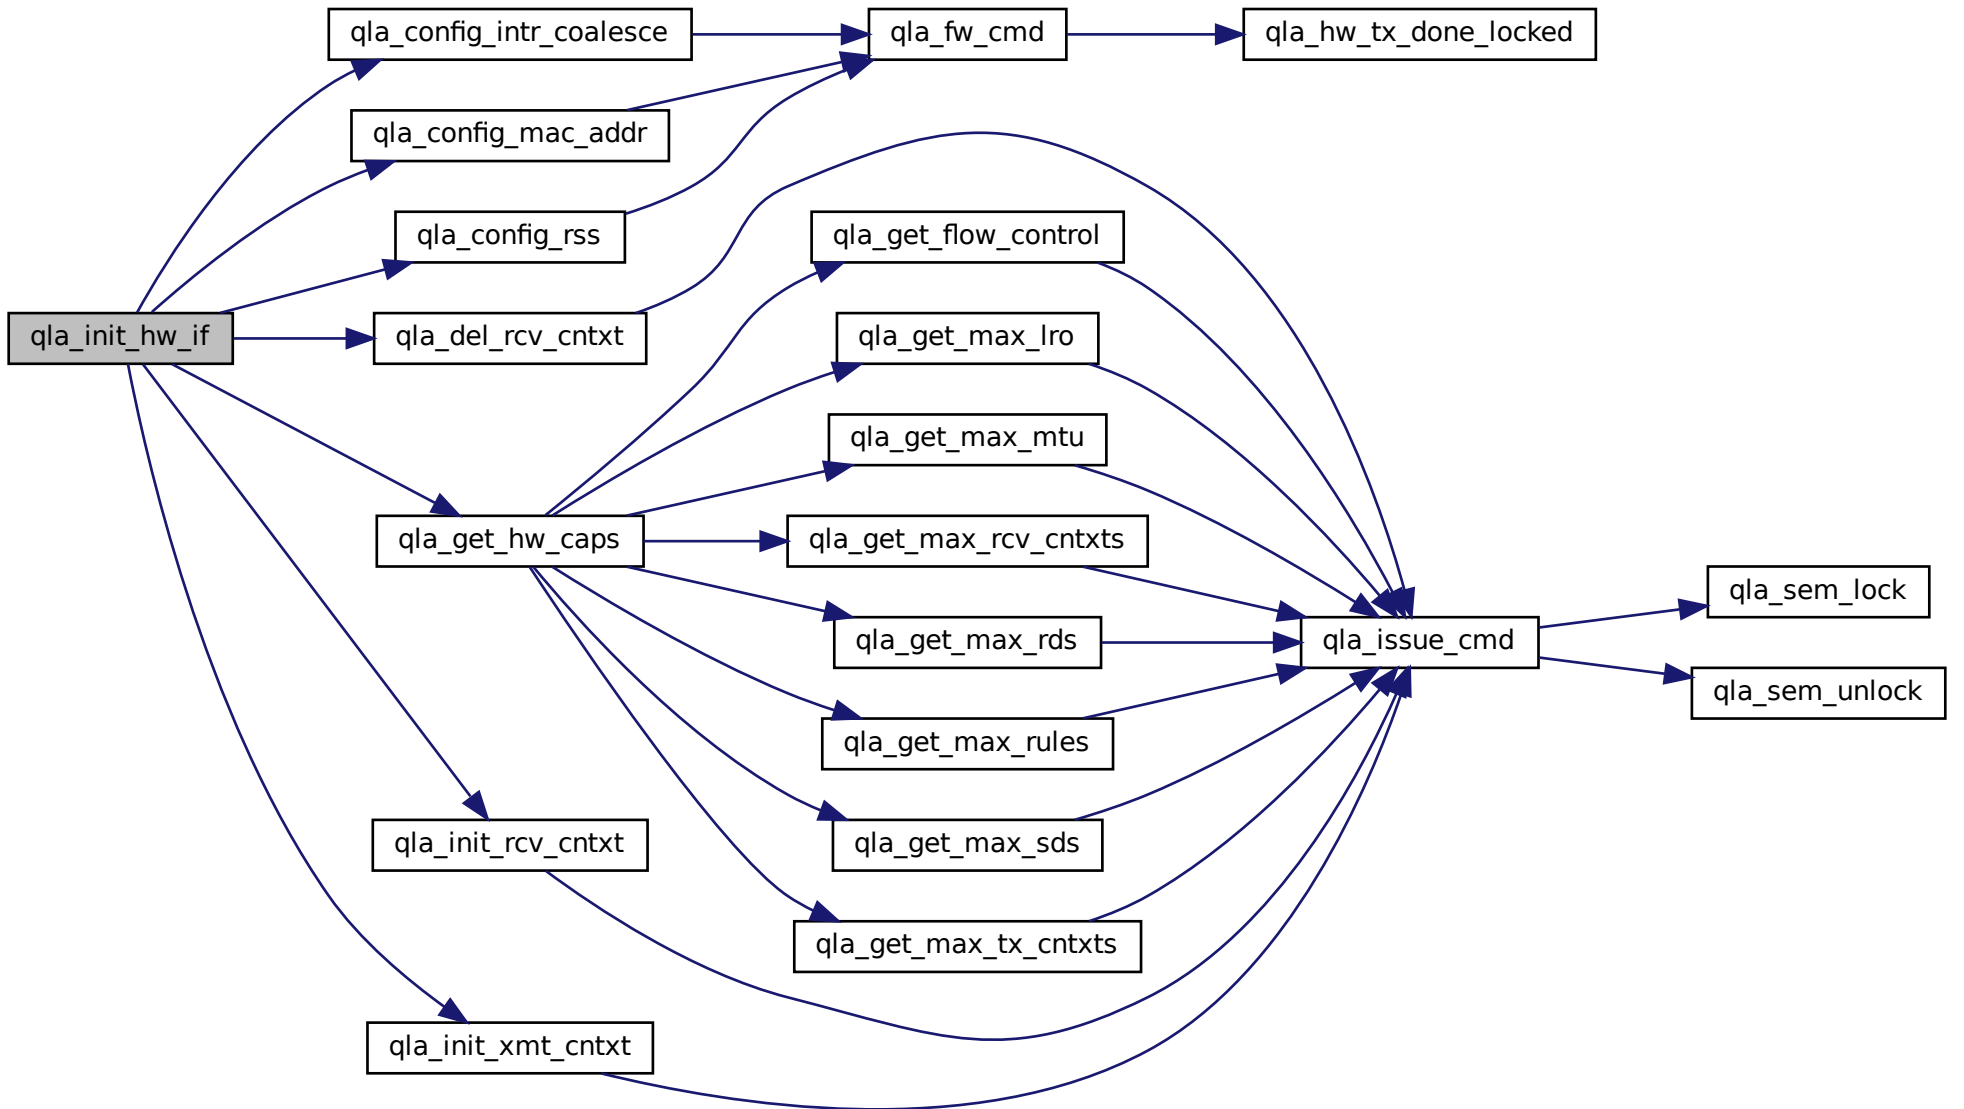 qla_config_intr_coalesce
qla_fw_cmd
qla_hw_tx_done_locked
qla_config_mac_addr
qla_config_rss
qla_get_flow_control
qla_init_hw_if
qla_del_rcv_cntxt
qla_get_max_lro
qla_get_max_mtu
qla_get_hw_caps
qla_get_max_rcv_cntxts
qla_sem_lock
qla_get_max_rds
qla_issue_cmd
qla_sem_unlock
qla_get_max_rules
qla_init_rcv_cntxt
qla_get_max_sds
qla_get_max_tx_cntxts
qla_init_xmt_cntxt